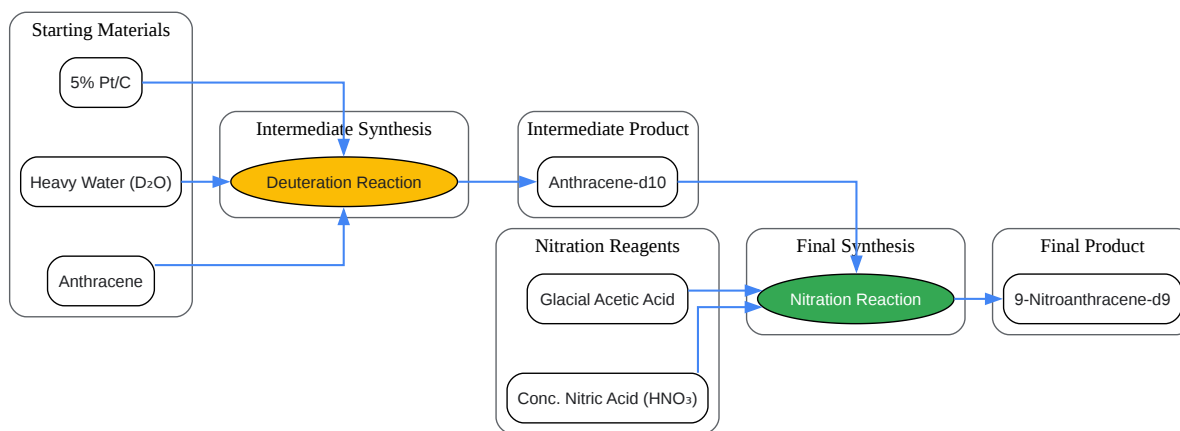 Starting Materials
5% Pt/C
Heavy Water (D₂O)
Anthracene
Intermediate Synthesis
Deuteration Reaction
Intermediate Product
Anthracene-d10
Nitration Reagents
Glacial Acetic Acid
Conc. Nitric Acid (HNO₃)
Final Synthesis
Nitration Reaction
Final Product
9-Nitroanthracene-d9